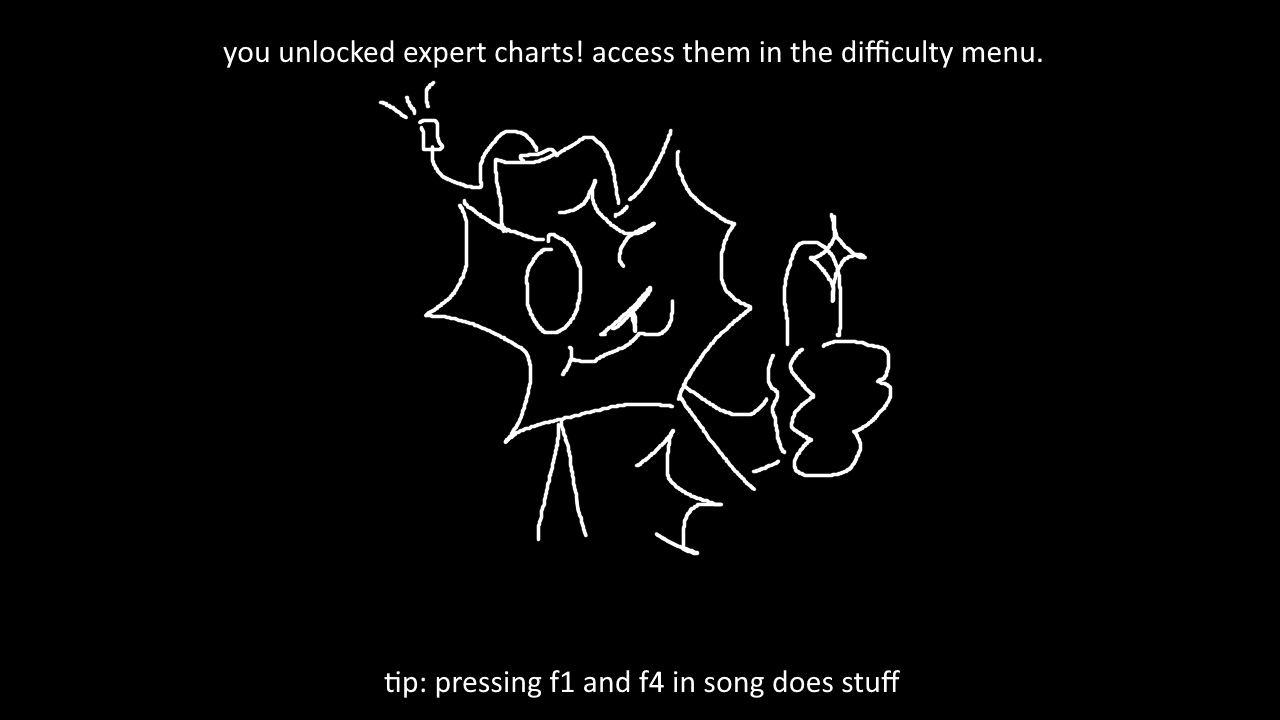 you unlocked expert charts! access them in the difficulty menu.
tip: pressing f1 and f4 in song does stuff